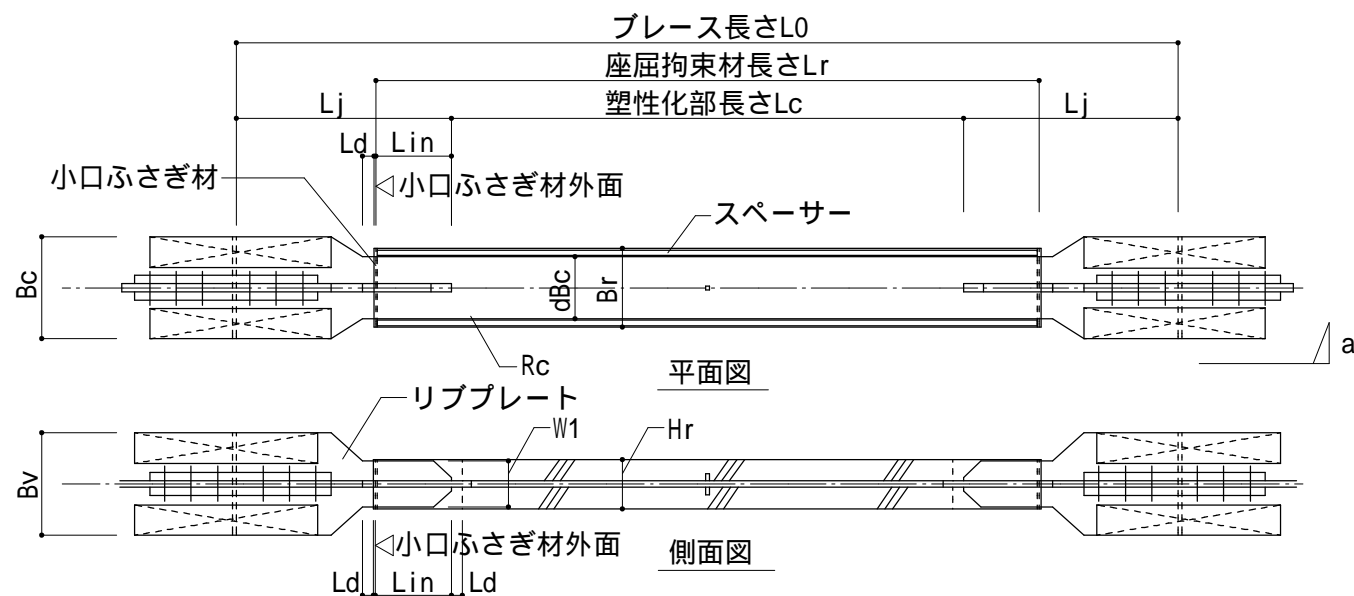 ブレース長さL0
座屈拘束材長さLr
Lj 塑性化部長さLc Lj
Ld Lin
小口ふさぎ材 小口ふさぎ材外面
スペーサー
Bc dBc Br
Rc 平面図 a
リブプレート
W1 Hr
Bv
小口ふさぎ材外面 側面図
Ld Lin Ld